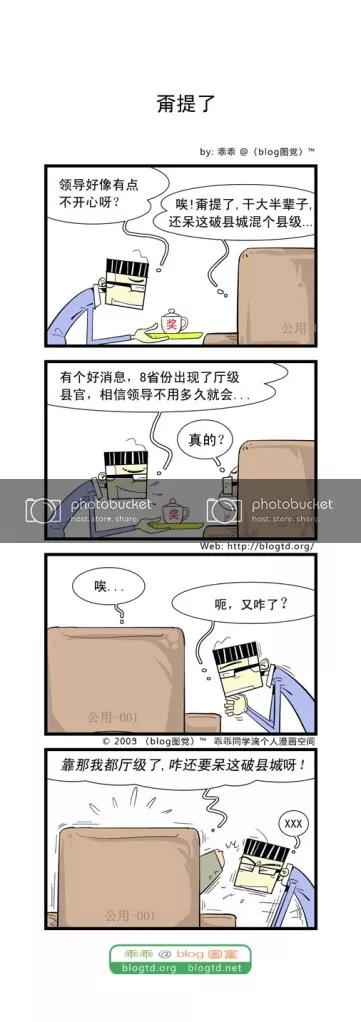 甭提了
by: 乖乖 @（blog图党）™
领导好像有点
不开心呀？
唉！甭提了，干大半辈子，
还呆这破县城混个县级...
奖
公用-
有个好消息，8省份出现了厅级
县官，相信领导不用多久就会...
真的？
奖
photobucket
host. store. share.
photobucket
host. store. share.
Web: http://blogtd.org/
唉...
呃，又咋了？
公用-001
© 2009 （blog图党）™ 乖乖同学滴个人漫画空间
靠那我都厅级了，咋还要呆这破县城呀！
XXX
公用-001
乖乖 @ blog 图党
blogtd.org blogtd.net